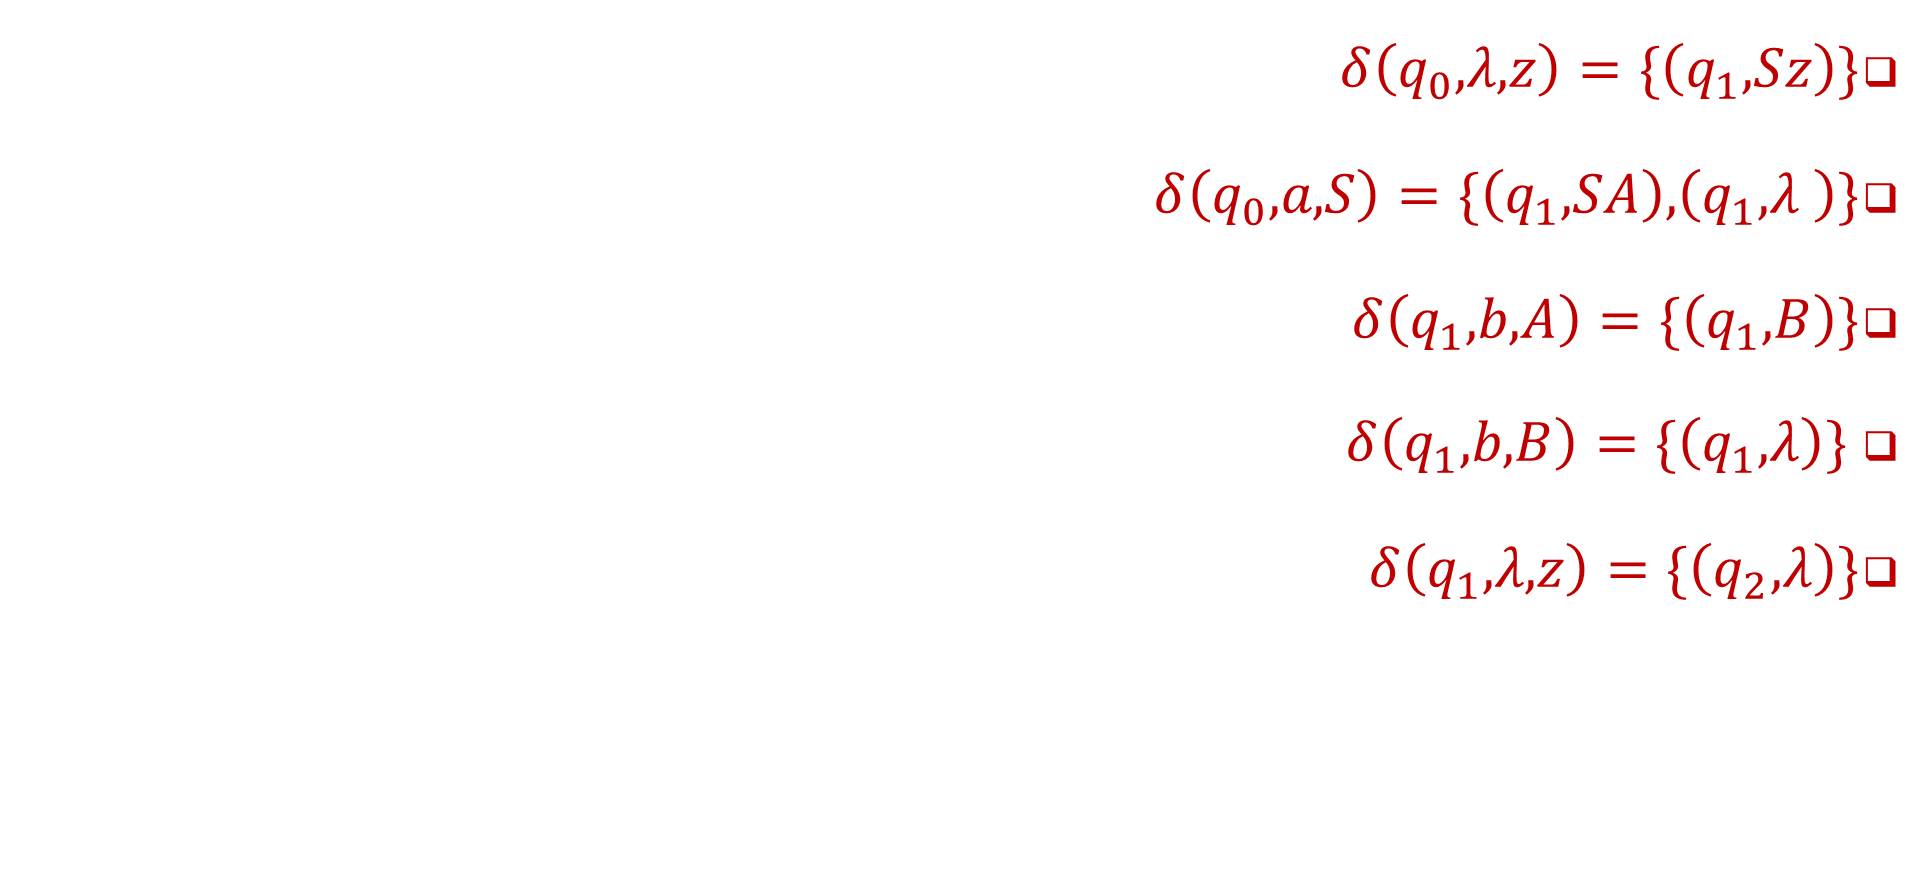 δ(q₀,λ,z) = {(q₁,Sz)}❑
δ(q₀,a,S) = {(q₁,SA),(q₁,λ )}❑
δ(q₁,b,A) = {(q₁,B)}❑
δ(q₁,b,B) = {(q₁,λ)} ❑
δ(q₁,λ,z) = {(q₂,λ)}❑